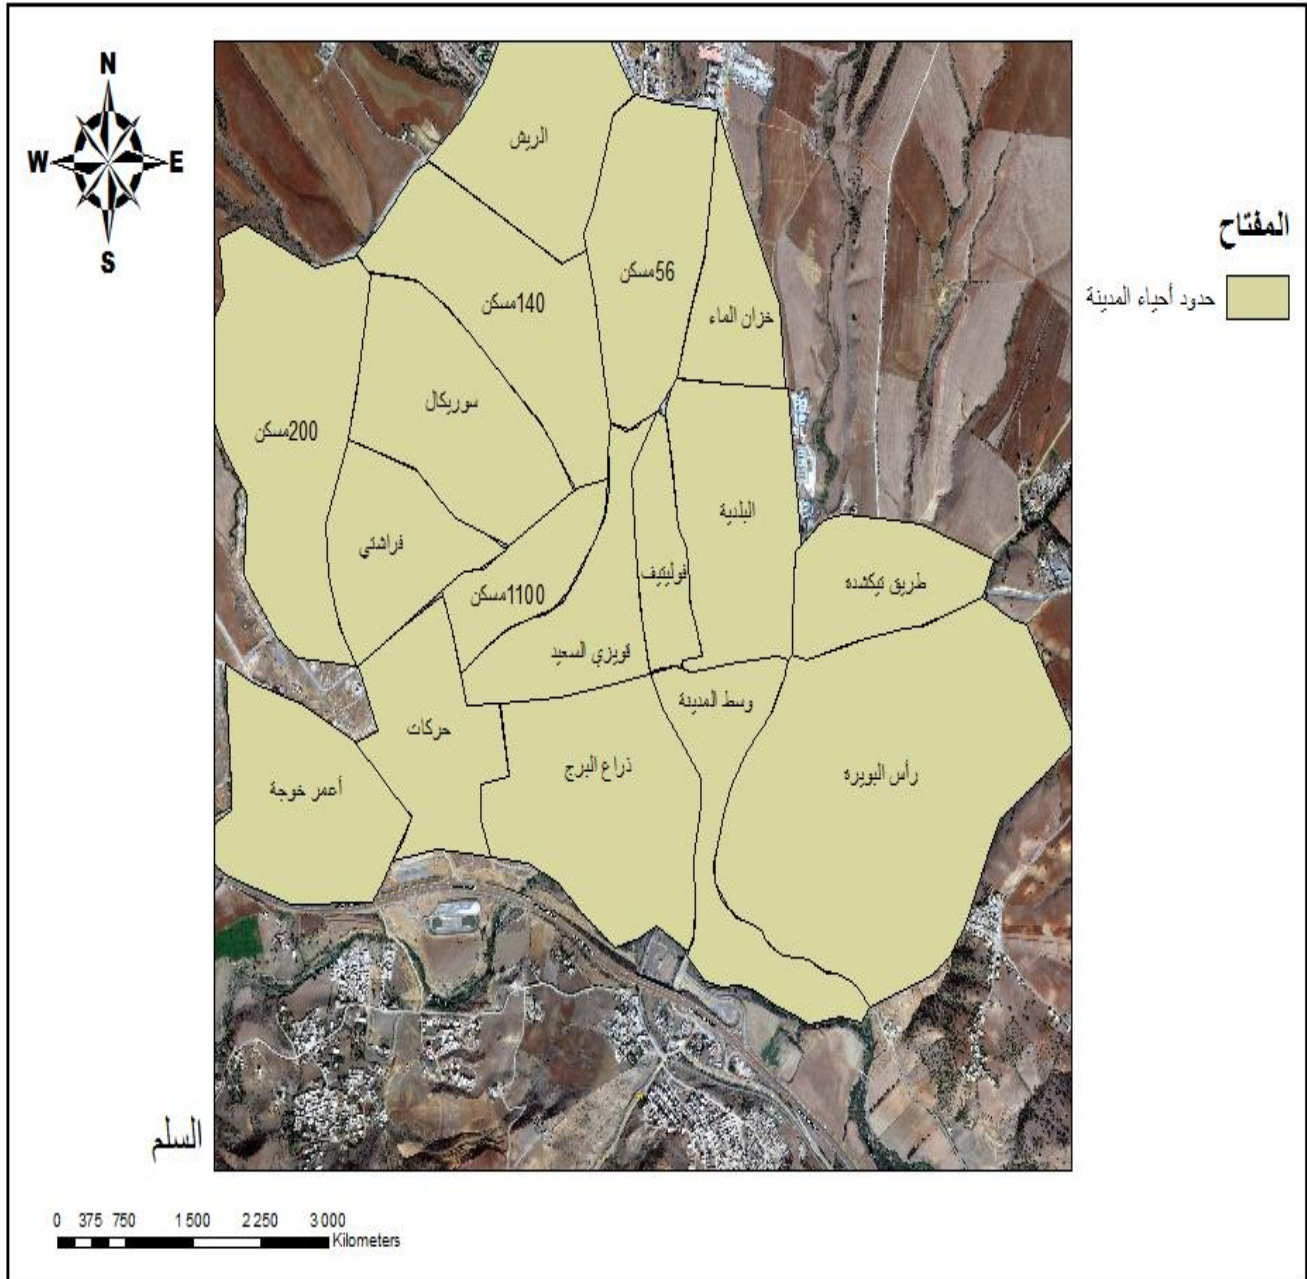 N
W
E
S
المفتاح
حدود أحياء المدينة
الريش
56مسكن
140مسكن
خزان الماء
سوريكال
200مسكن
البلدية
فراشتي
فوليتيف
طريق تيكشده
1100مسكن
قويزي السعيد
وسط المدينة
حركات
ذراع البرج
رأس البويره
أعمر خوجة
السلم
0 375 750 1 500 2 250 3 000
Kilometers